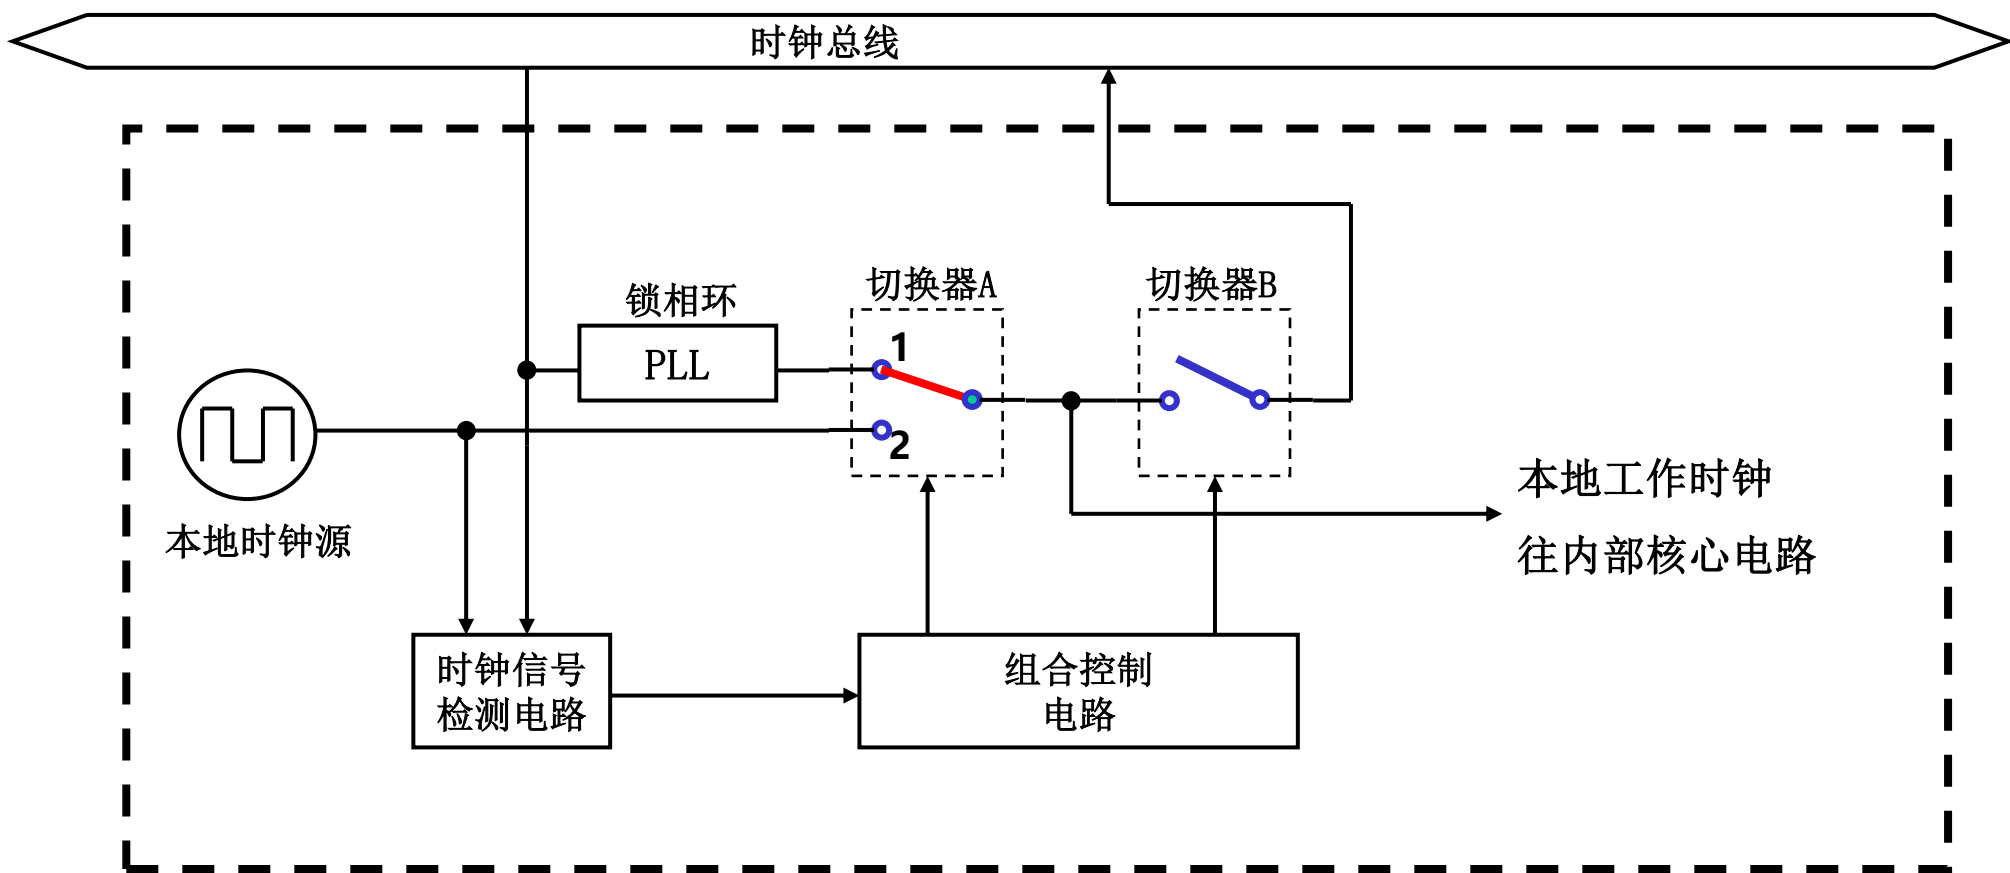 时钟总线
锁相环
PLL
切换器A
1
2
切换器B
本地时钟源
本地工作时钟
往内部核心电路
时钟信号
检测电路
组合控制
电路